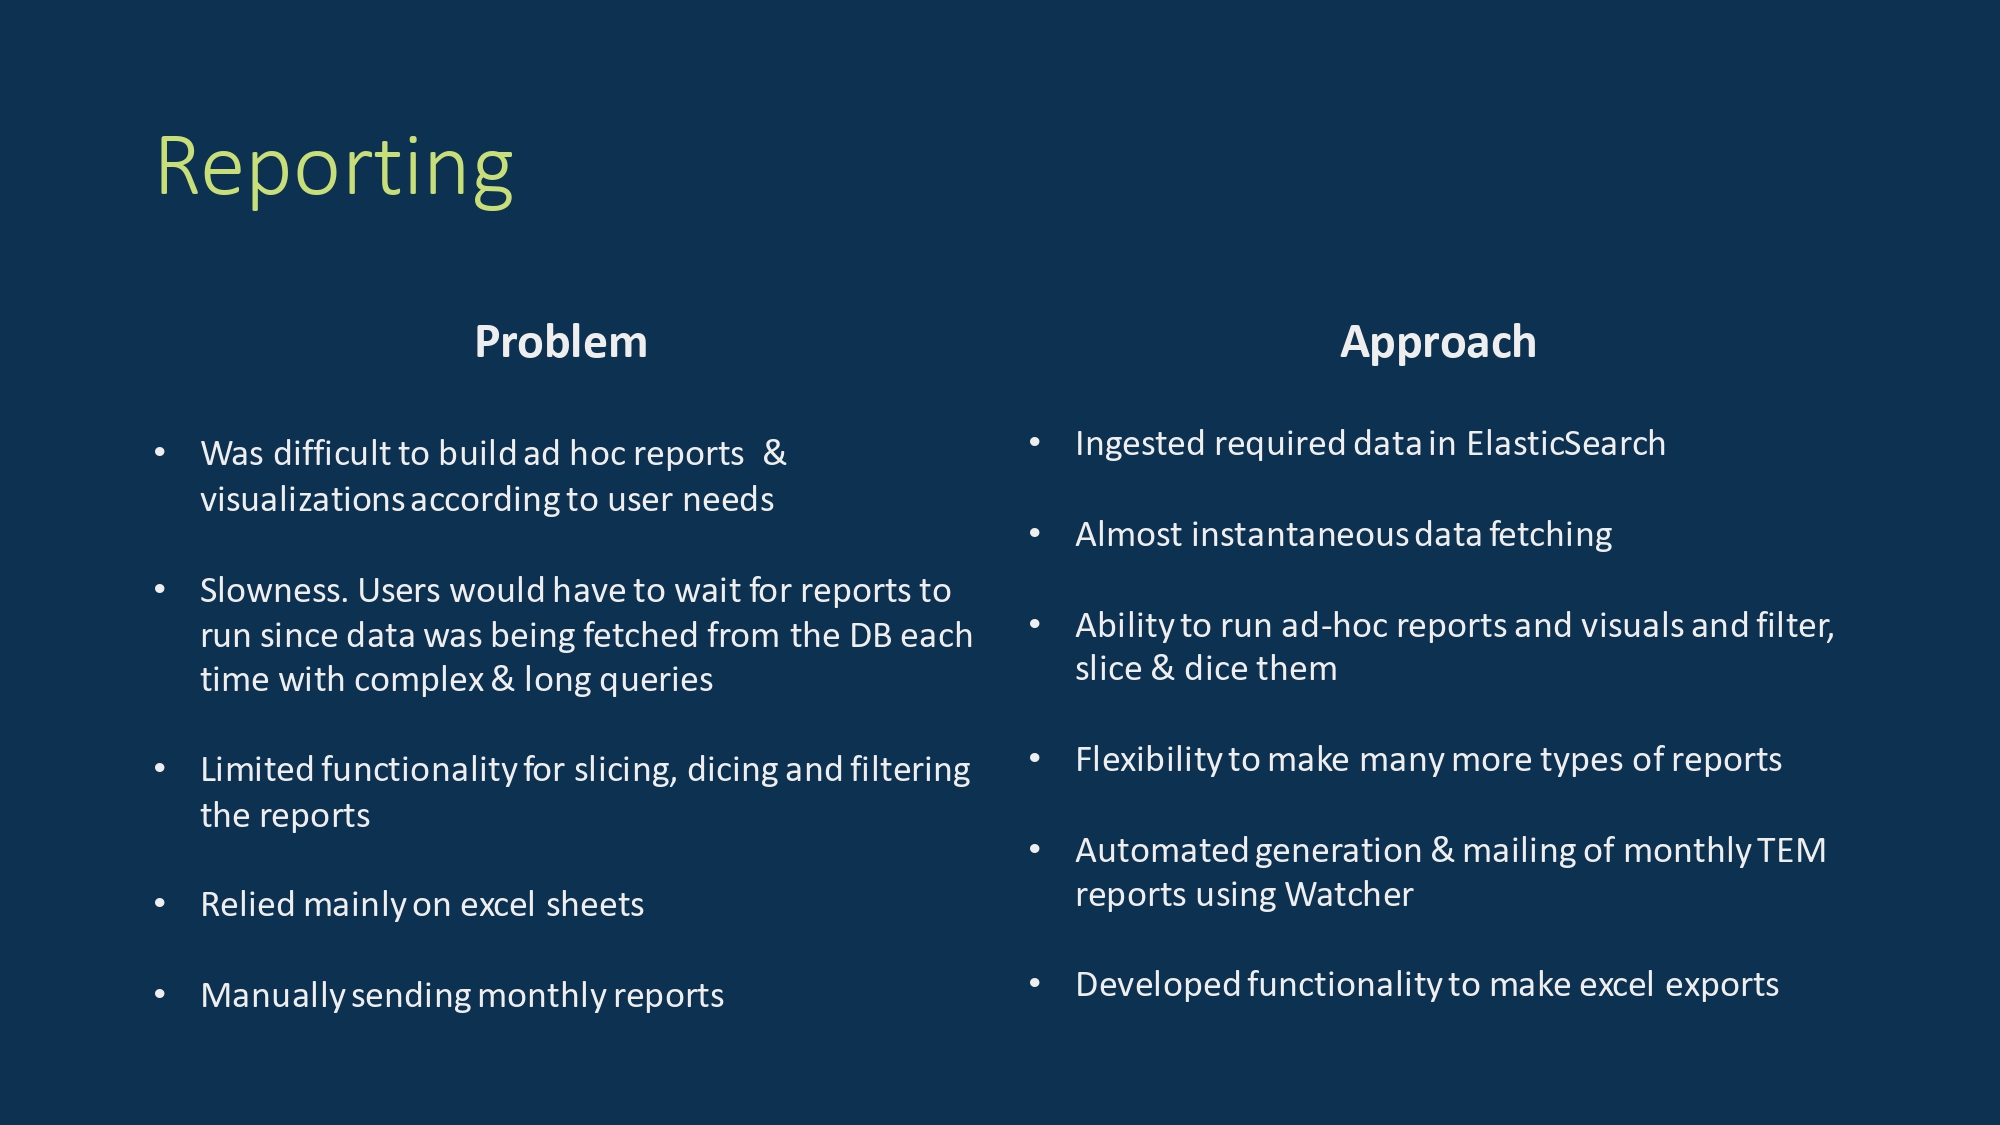 Reporting
Problem
• Was difficult to build ad hoc reports &
visualizations according to user needs
• Slowness. Users would have to wait for reports to
run since data was being fetched from the DB each
time with complex & long queries
• Limited functionality for slicing, dicing and filtering
the reports
• Relied mainly on excel sheets
• Manually sending monthly reports
Approach
• Ingested required data in ElasticSearch
• Almost instantaneous data fetching
• Ability to run ad-hoc reports and visuals and filter,
slice & dice them
• Flexibility to make many more types of reports
• Automated generation & mailing of monthly TEM
reports using Watcher
• Developed functionality to make excel exports